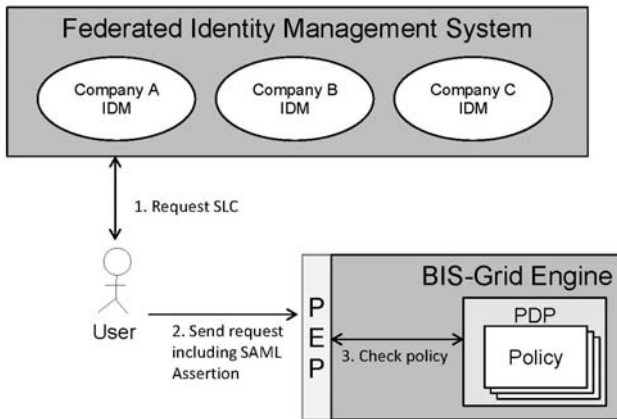 Federated Identity Management System
Company A
IDM
Company B
IDM
Company C
IDM
1. Request SLC
User
2. Send request
including SAML
Assertion
P
E
P
BIS-Grid Engine
3. Check policy
PDP
Policy